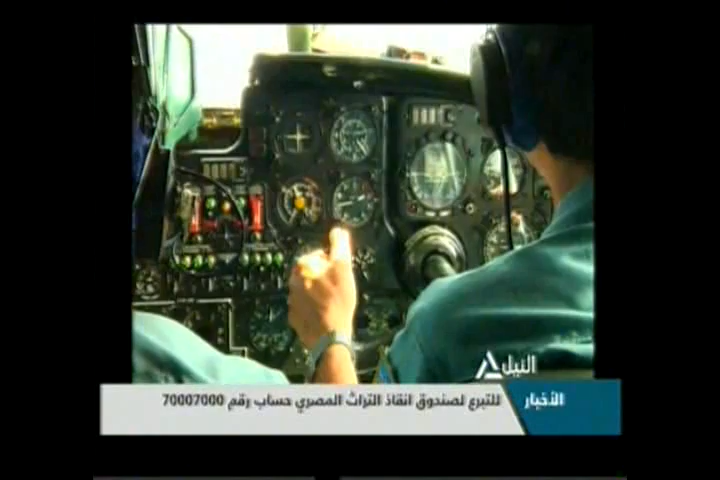 النيل
الأخبار
للتبرع لصندوق انقاذ التراث المصري حساب رقم 70007000